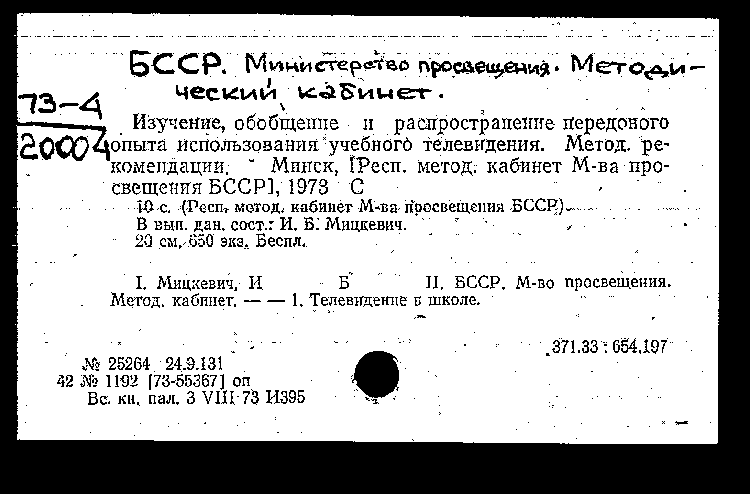 БССР. Министерство просвещения. Методи-
ческий кабинет.
73-4
20004
Изучение, обобщение и распространение передового
опыта использования учебного телевидения. Метод. ре-
комендации. Минск, [Респ. метод. кабинет М-ва про-
свещения БССР], 1973 С
10 с. (Респ. метод. кабинет М-ва просвещения БССР)
В вып. дан. сост.: И. Б. Мицкевич.
20 см. 650 экз. Беспл.
I. Мицкевич, И Б II. БССР. М-во просвещения.
Метод. кабинет. — — 1. Телевидение в школе.
371.33 : 654.197
№ 25264 24.9.131
42 № 1192 [73-55367] оп
Вс. кн. пал. 3 VIII 73 И395